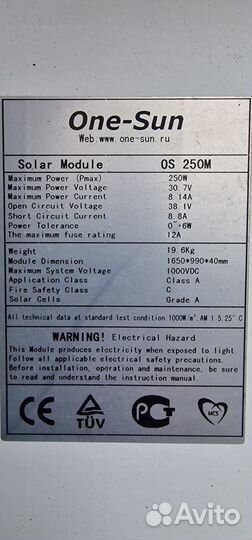 One-Sun
Web:www.one-sun.ru
Solar Module OS 250M
Maximum Power (Pmax) 250W
Maximum Power Voltage 30.7V
Maximum Power Current 8.14A
Open Circuit Voltage 38.1V
Short Circuit Current 8.8A
Power Tolerance 0~+6W
The maximum fuse rating 12A
Weight 19.6Kg
Module Dimension 1650*990*40mm
Maximum System Voltage 1000VDC
Application Class Class A
Fire Safety Class C
Solar Cells Grade A
All technical data at standard test condition 1000W/m², AM 1 5.25° C
WARNING! Electrical Hazard
This Module produces electricity when exposed to light.
Follow all applicable electrical safety precautions.
Before installation, operation and maintenance, be sure
to read and understand the instruction manual.
CE
TÜV
РСТ
MCS
Avito